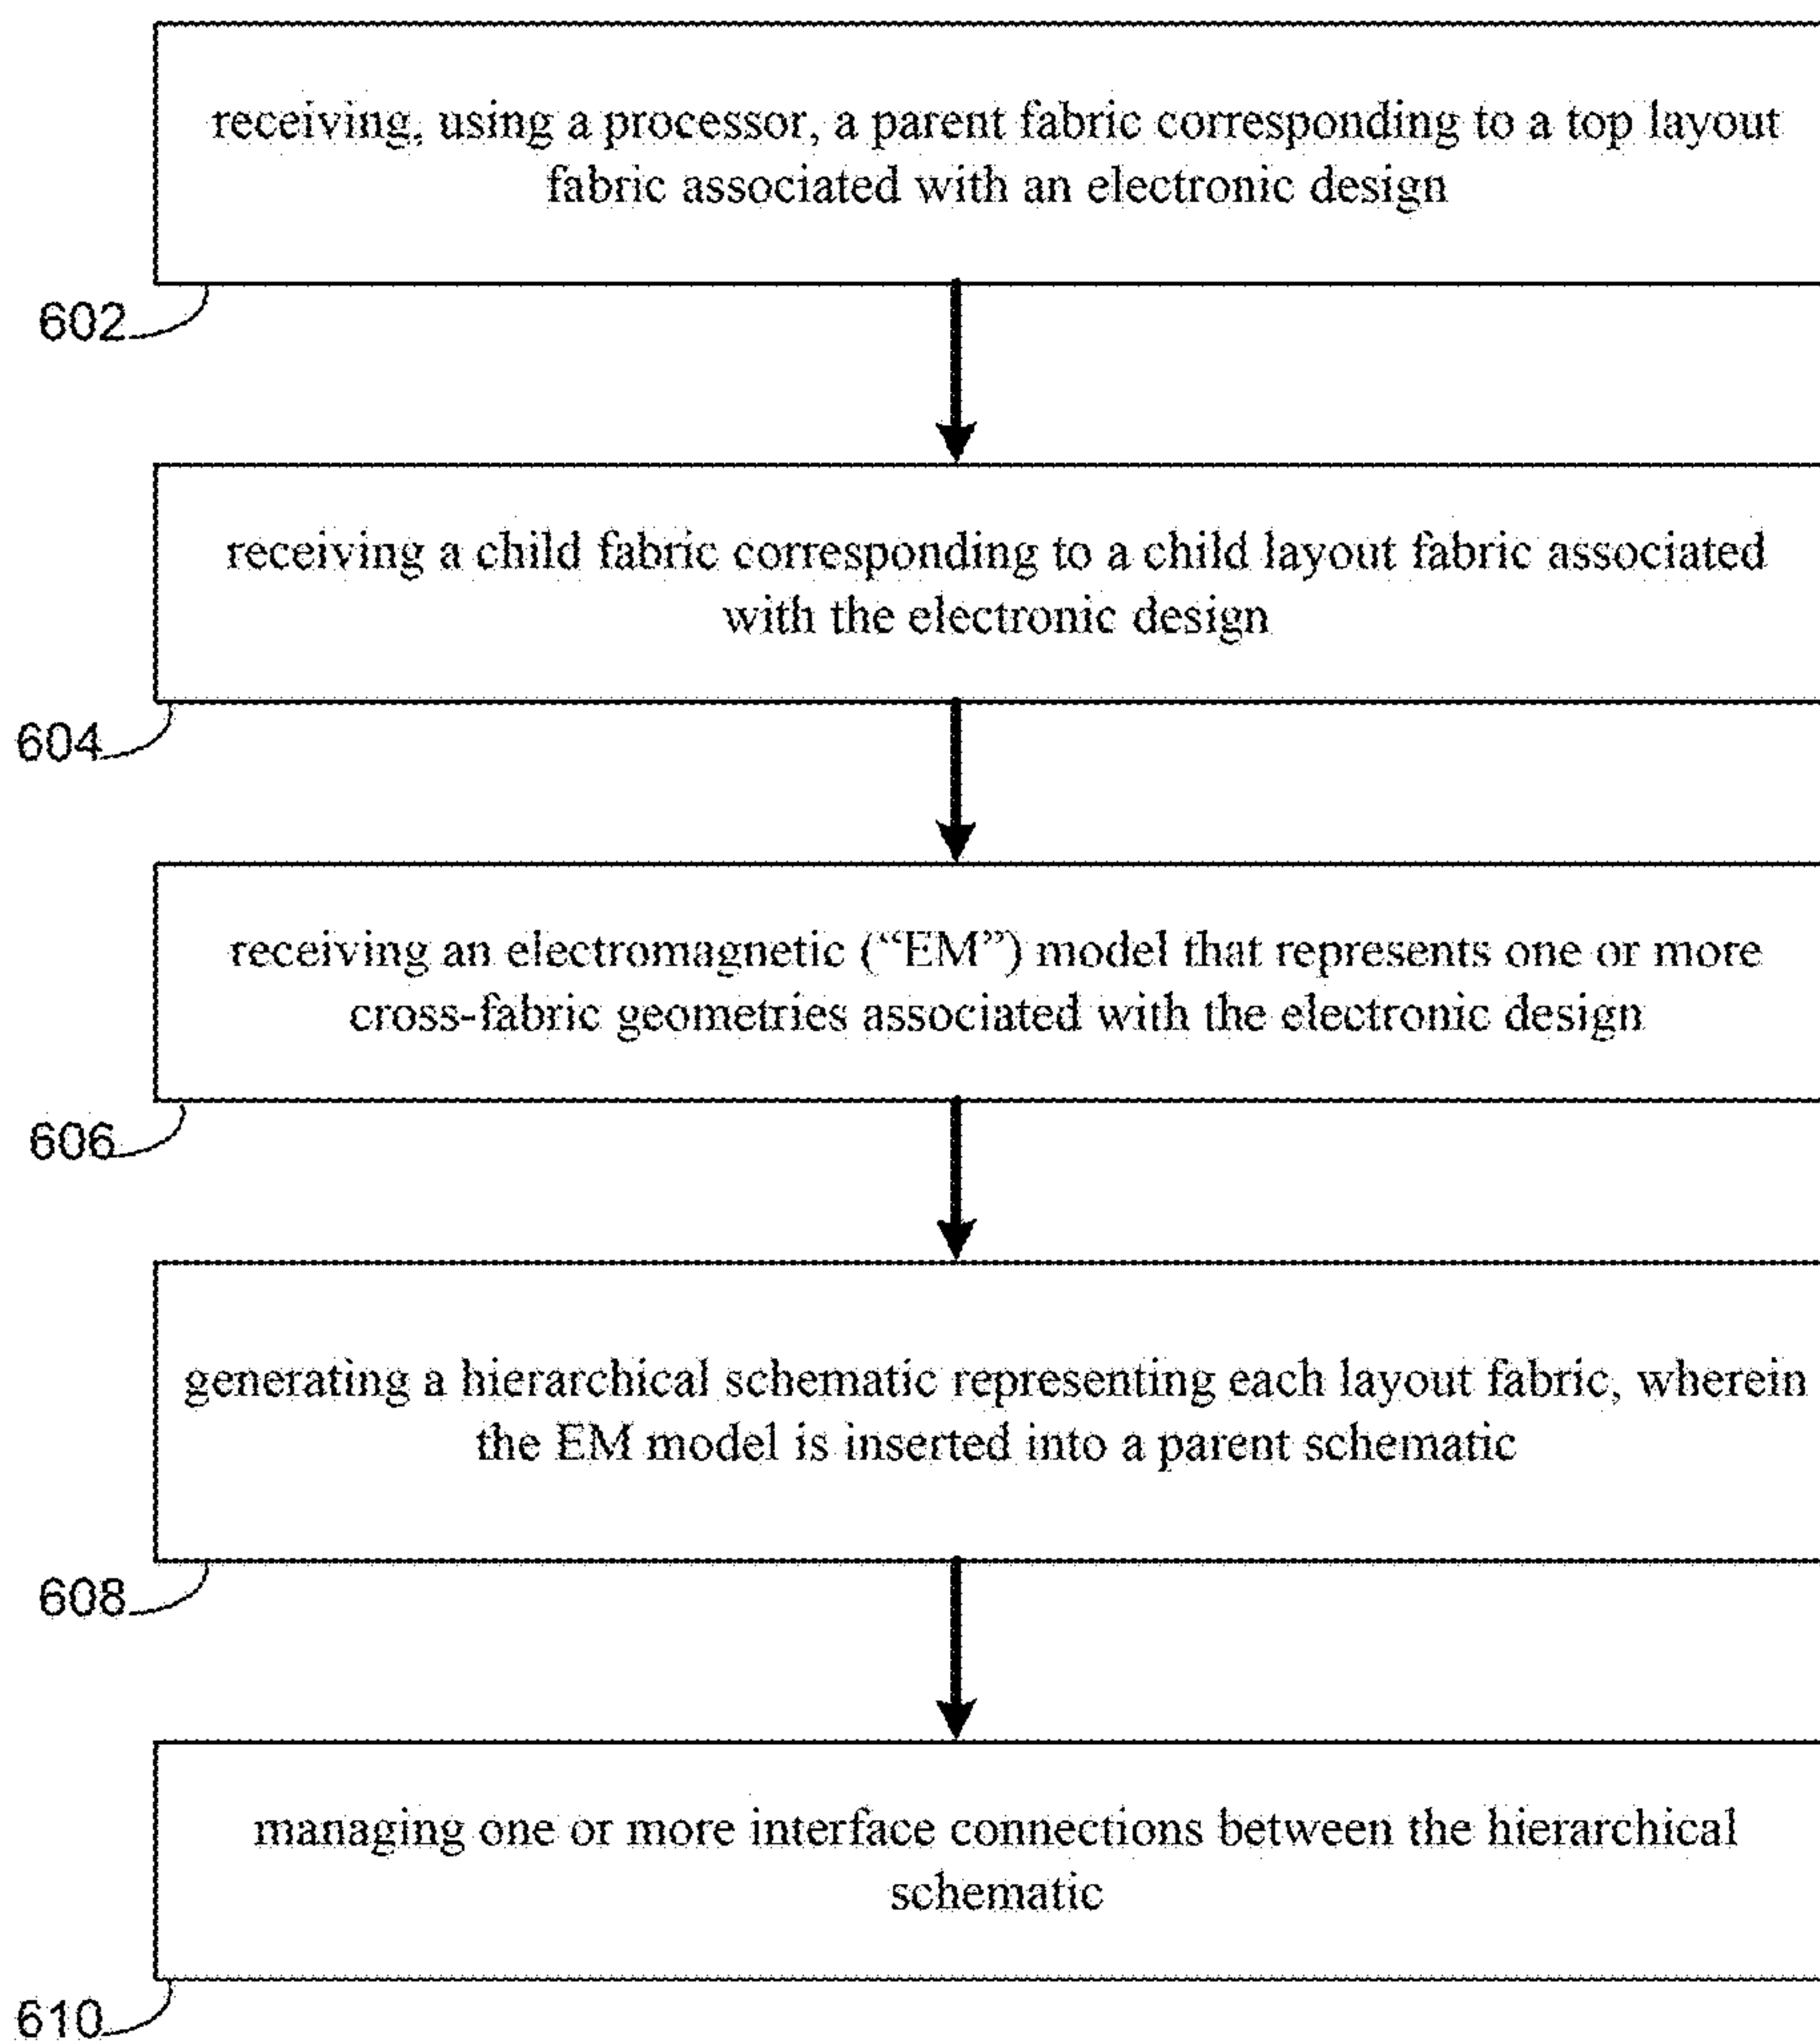 receiving, using a processor, a parent fabric corresponding to a top layout
fabric associated with an electronic design
602
receiving a child fabric corresponding to a child layout fabric associated
with the electronic design
604
receiving an electromagnetic (“EM”) model that represents one or more
cross-fabric geometries associated with the electronic design
606
generating a hierarchical schematic representing each layout fabric, wherein
the EM model is inserted into a parent schematic
608
managing one or more interface connections between the hierarchical
schematic
610